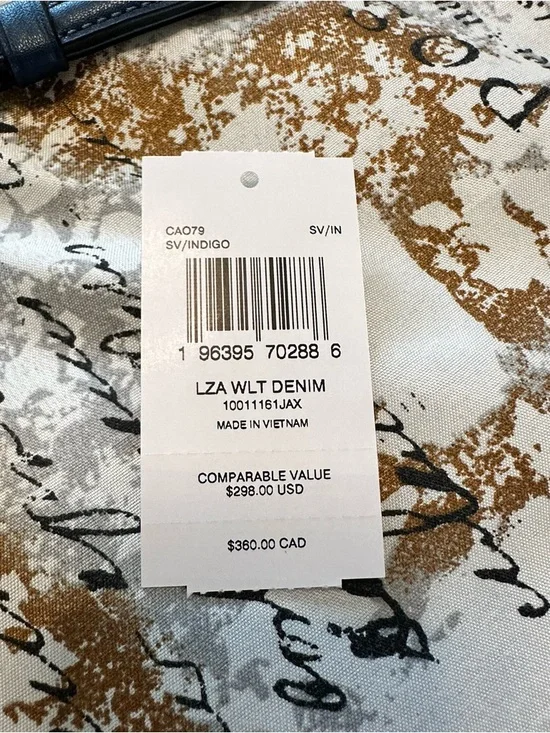 CAO79 SV/IN
SV/INDIGO
1 96395 70288 6
LZA WLT DENIM
10011161JAX
MADE IN VIETNAM
COMPARABLE VALUE
$298.00 USD
$360.00 CAD